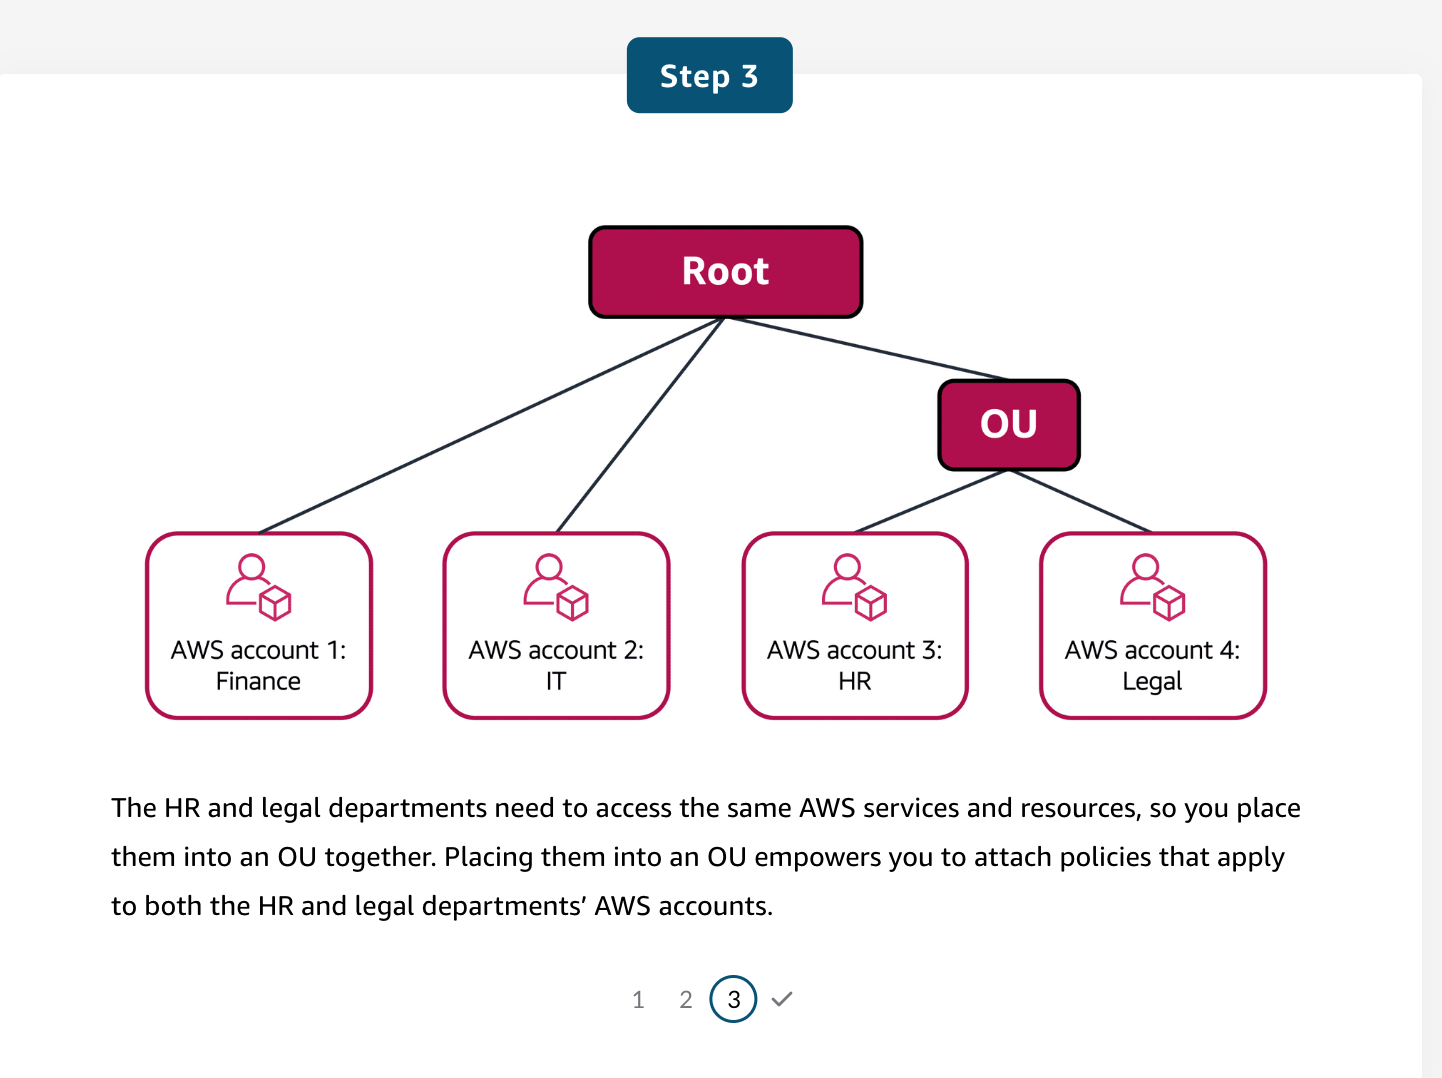 Step 3
Root
OU
AWS account 1:
Finance
AWS account 2:
IT
AWS account 3:
HR
AWS account 4:
Legal
The HR and legal departments need to access the same AWS services and resources, so you place
them into an OU together. Placing them into an OU empowers you to attach policies that apply
to both the HR and legal departments’ AWS accounts.
1 2 3